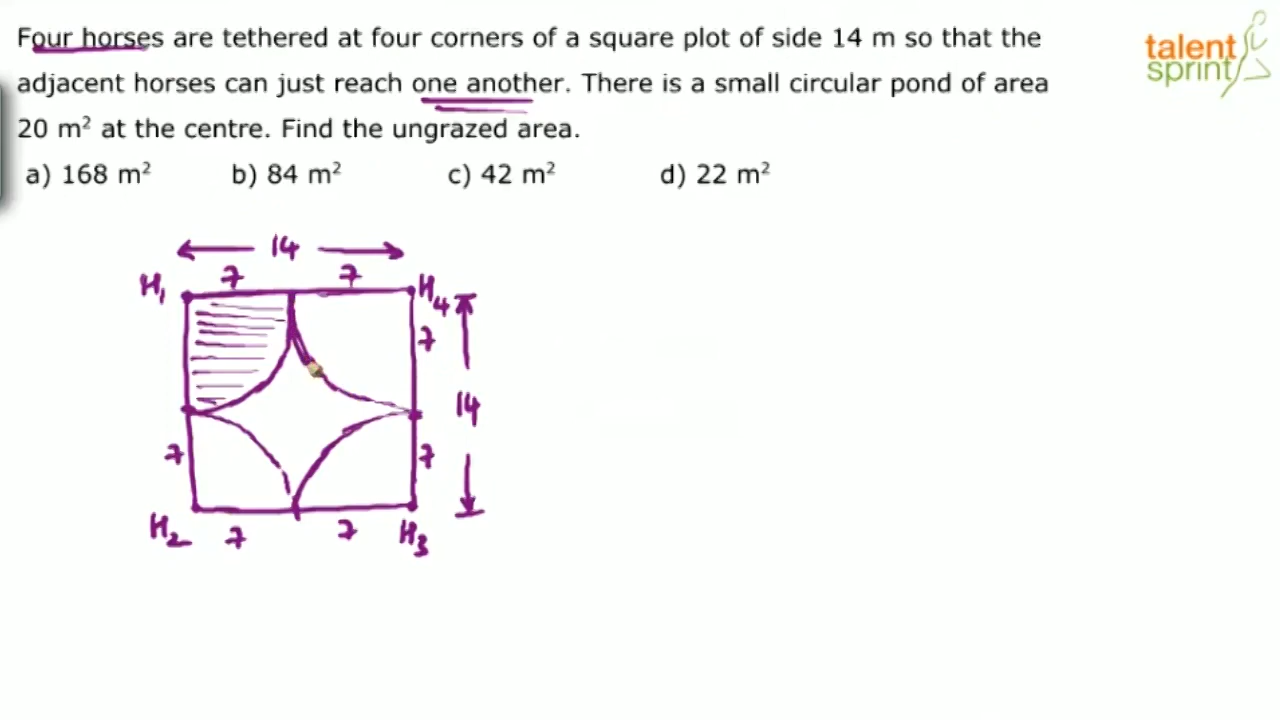 Four horses are tethered at four corners of a square plot of side 14 m so that the
adjacent horses can just reach one another. There is a small circular pond of area
20 m² at the centre. Find the ungrazed area.
a) 168 m² b) 84 m² c) 42 m² d) 22 m²
talent
sprint
14
7 7
H₁ H₄
7
14
7 7
H₂ 7 7 H₃